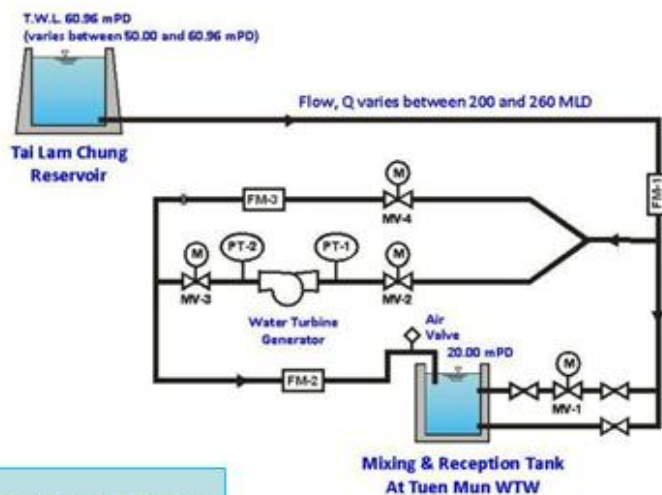 T.W.L. 60.96 mPD
(varies between 50.00 and 60.96 mPD)
Flow, Q varies between 200 and 260 MLD
Tai Lam Chung
Reservoir
FM-1
M
FM-3
MV-4
M
PT-2
PT-1
M
MV-3
MV-2
Water Turbine
Generator
Air
Valve
20.00 mPD
M
FM-2
MV-1
Mixing & Reception Tank
At Tuen Mun WTW